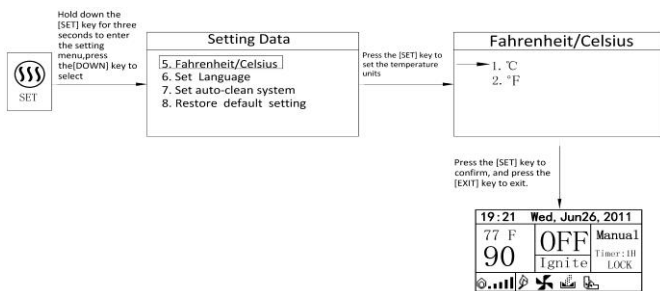 Hold down the
[SET] key for three
seconds to enter
the setting
menu,press
the[DOWN] key to
select
SET
Setting Data
5. Fahrenheit/Celsius
6. Set Language
7. Set auto-clean system
8. Restore default setting
Press the [SET] key to
set the temperature
units
Fahrenheit/Celsius
1. ℃
2. °F
Press the [SET] key to
confirm, and press the
[EXIT] key to exit.
19:21 Wed, Jun26, 2011
77 F
90
OFF
Ignite
Manual
Timer:1H
LOCK